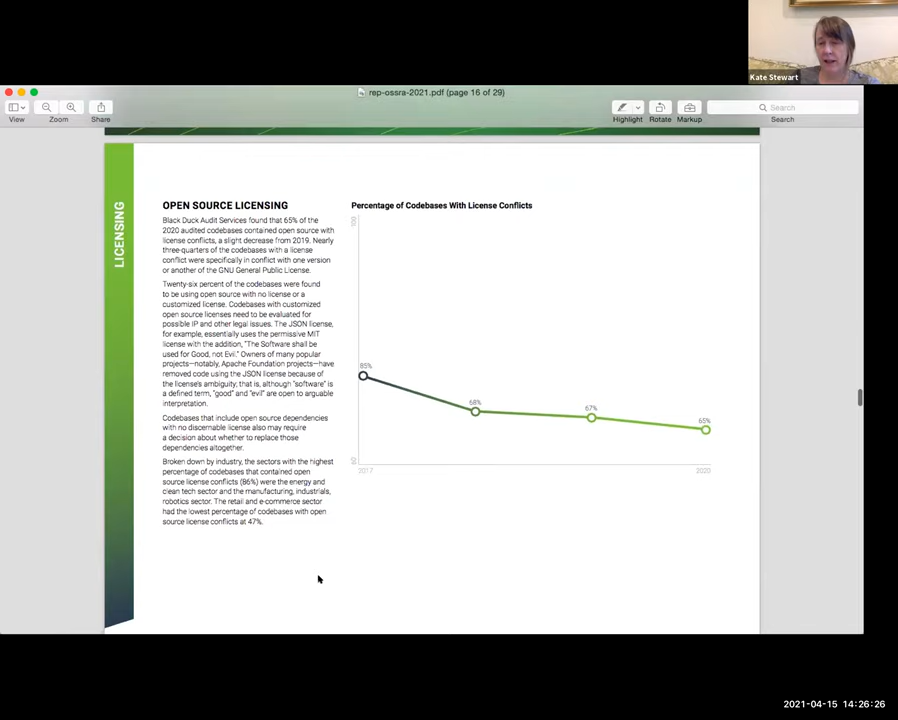 Kate Stewart
rep-ossra-2021.pdf (page 16 of 29)
View
Zoom
Share
Highlight
Rotate
Markup
Search
Search
LICENSING
OPEN SOURCE LICENSING
Black Duck Audit Services found that 65% of the
2020 audited codebases contained open source with
license conflicts, a slight decrease from 2019. Nearly
three-quarters of the codebases with a license
conflict were specifically in conflict with one version
or another of the GNU General Public License.
Twenty-six percent of the codebases were found
to be using open source with no license or a
customized license. Codebases with customized
open source licenses need to be evaluated for
possible IP and other legal issues. The JSON license,
for example, essentially uses the permissive MIT
license with the addition, "The Software shall be
used for Good, not Evil." Owners of many popular
projects—notably, Apache Foundation projects—have
removed code using the JSON license because of
the license's ambiguity; that is, although "software" is
a defined term, "good" and "evil" are open to arguable
interpretation.
Codebases that include open source dependencies
with no discernable license also may require
a decision about whether to replace those
dependencies altogether.
Broken down by industry, the sectors with the highest
percentage of codebases that contained open
source license conflicts (86%) were the energy and
clean tech sector and the manufacturing, industrials,
robotics sector. The retail and e-commerce sector
had the lowest percentage of codebases with open
source license conflicts at 47%.
Percentage of Codebases With License Conflicts
100
85%
68%
67%
65%
2017
2020
2021-04-15 14:26:26